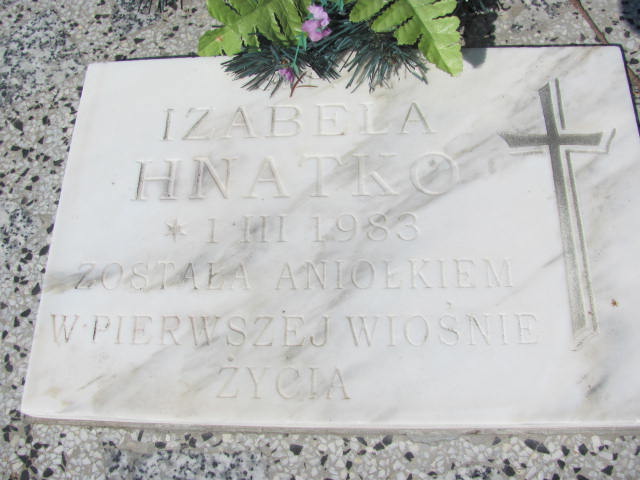 IZABELA
HNATKO
* 1 III 1983
ZOSTAŁA ANIOŁKIEM
W PIERWSZEJ WIOŚNIE
ŻYCIA